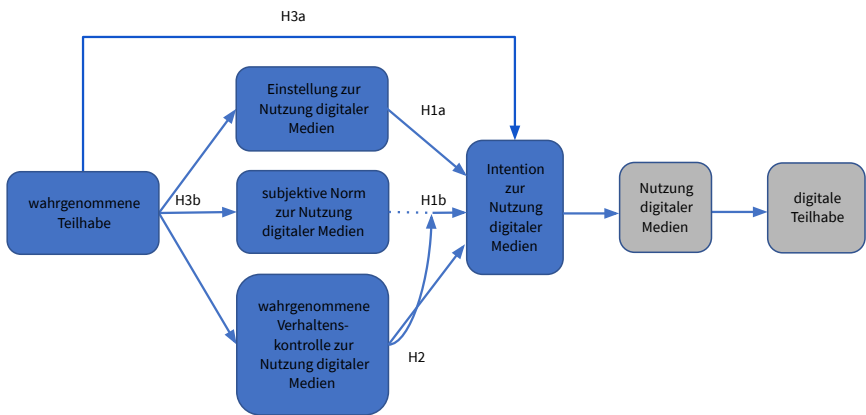 H3a
Einstellung zur
Nutzung digitaler
Medien
H1a
wahrgenommene
Teilhabe
H3b
subjektive Norm
zur Nutzung
digitaler Medien
H1b
Intention
zur
Nutzung
digitaler
Medien
Nutzung
digitaler
Medien
digitale
Teilhabe
wahrgenommene
Verhaltens-
kontrolle zur
Nutzung digitaler
Medien
H2